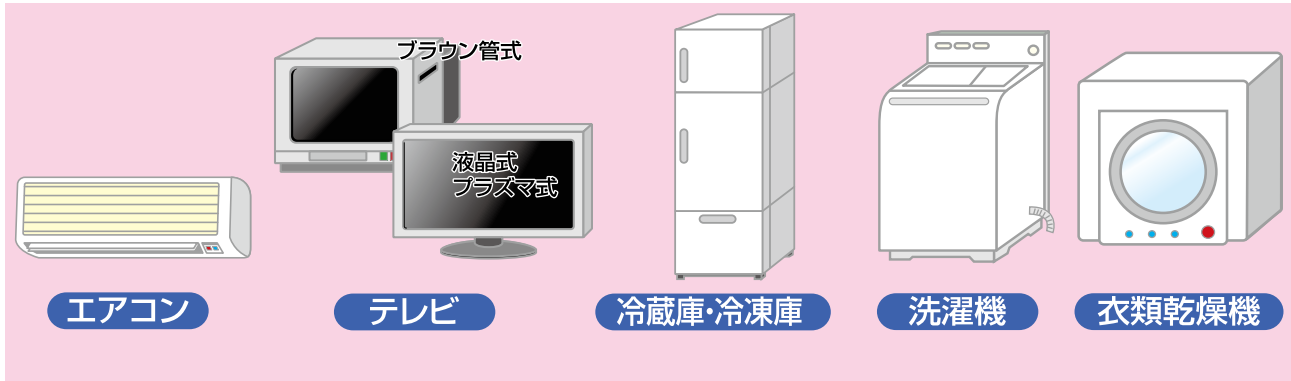 ブラウン管式
液晶式
プラズマ式
エアコン
テレビ
冷蔵庫・冷凍庫
洗濯機
衣類乾燥機